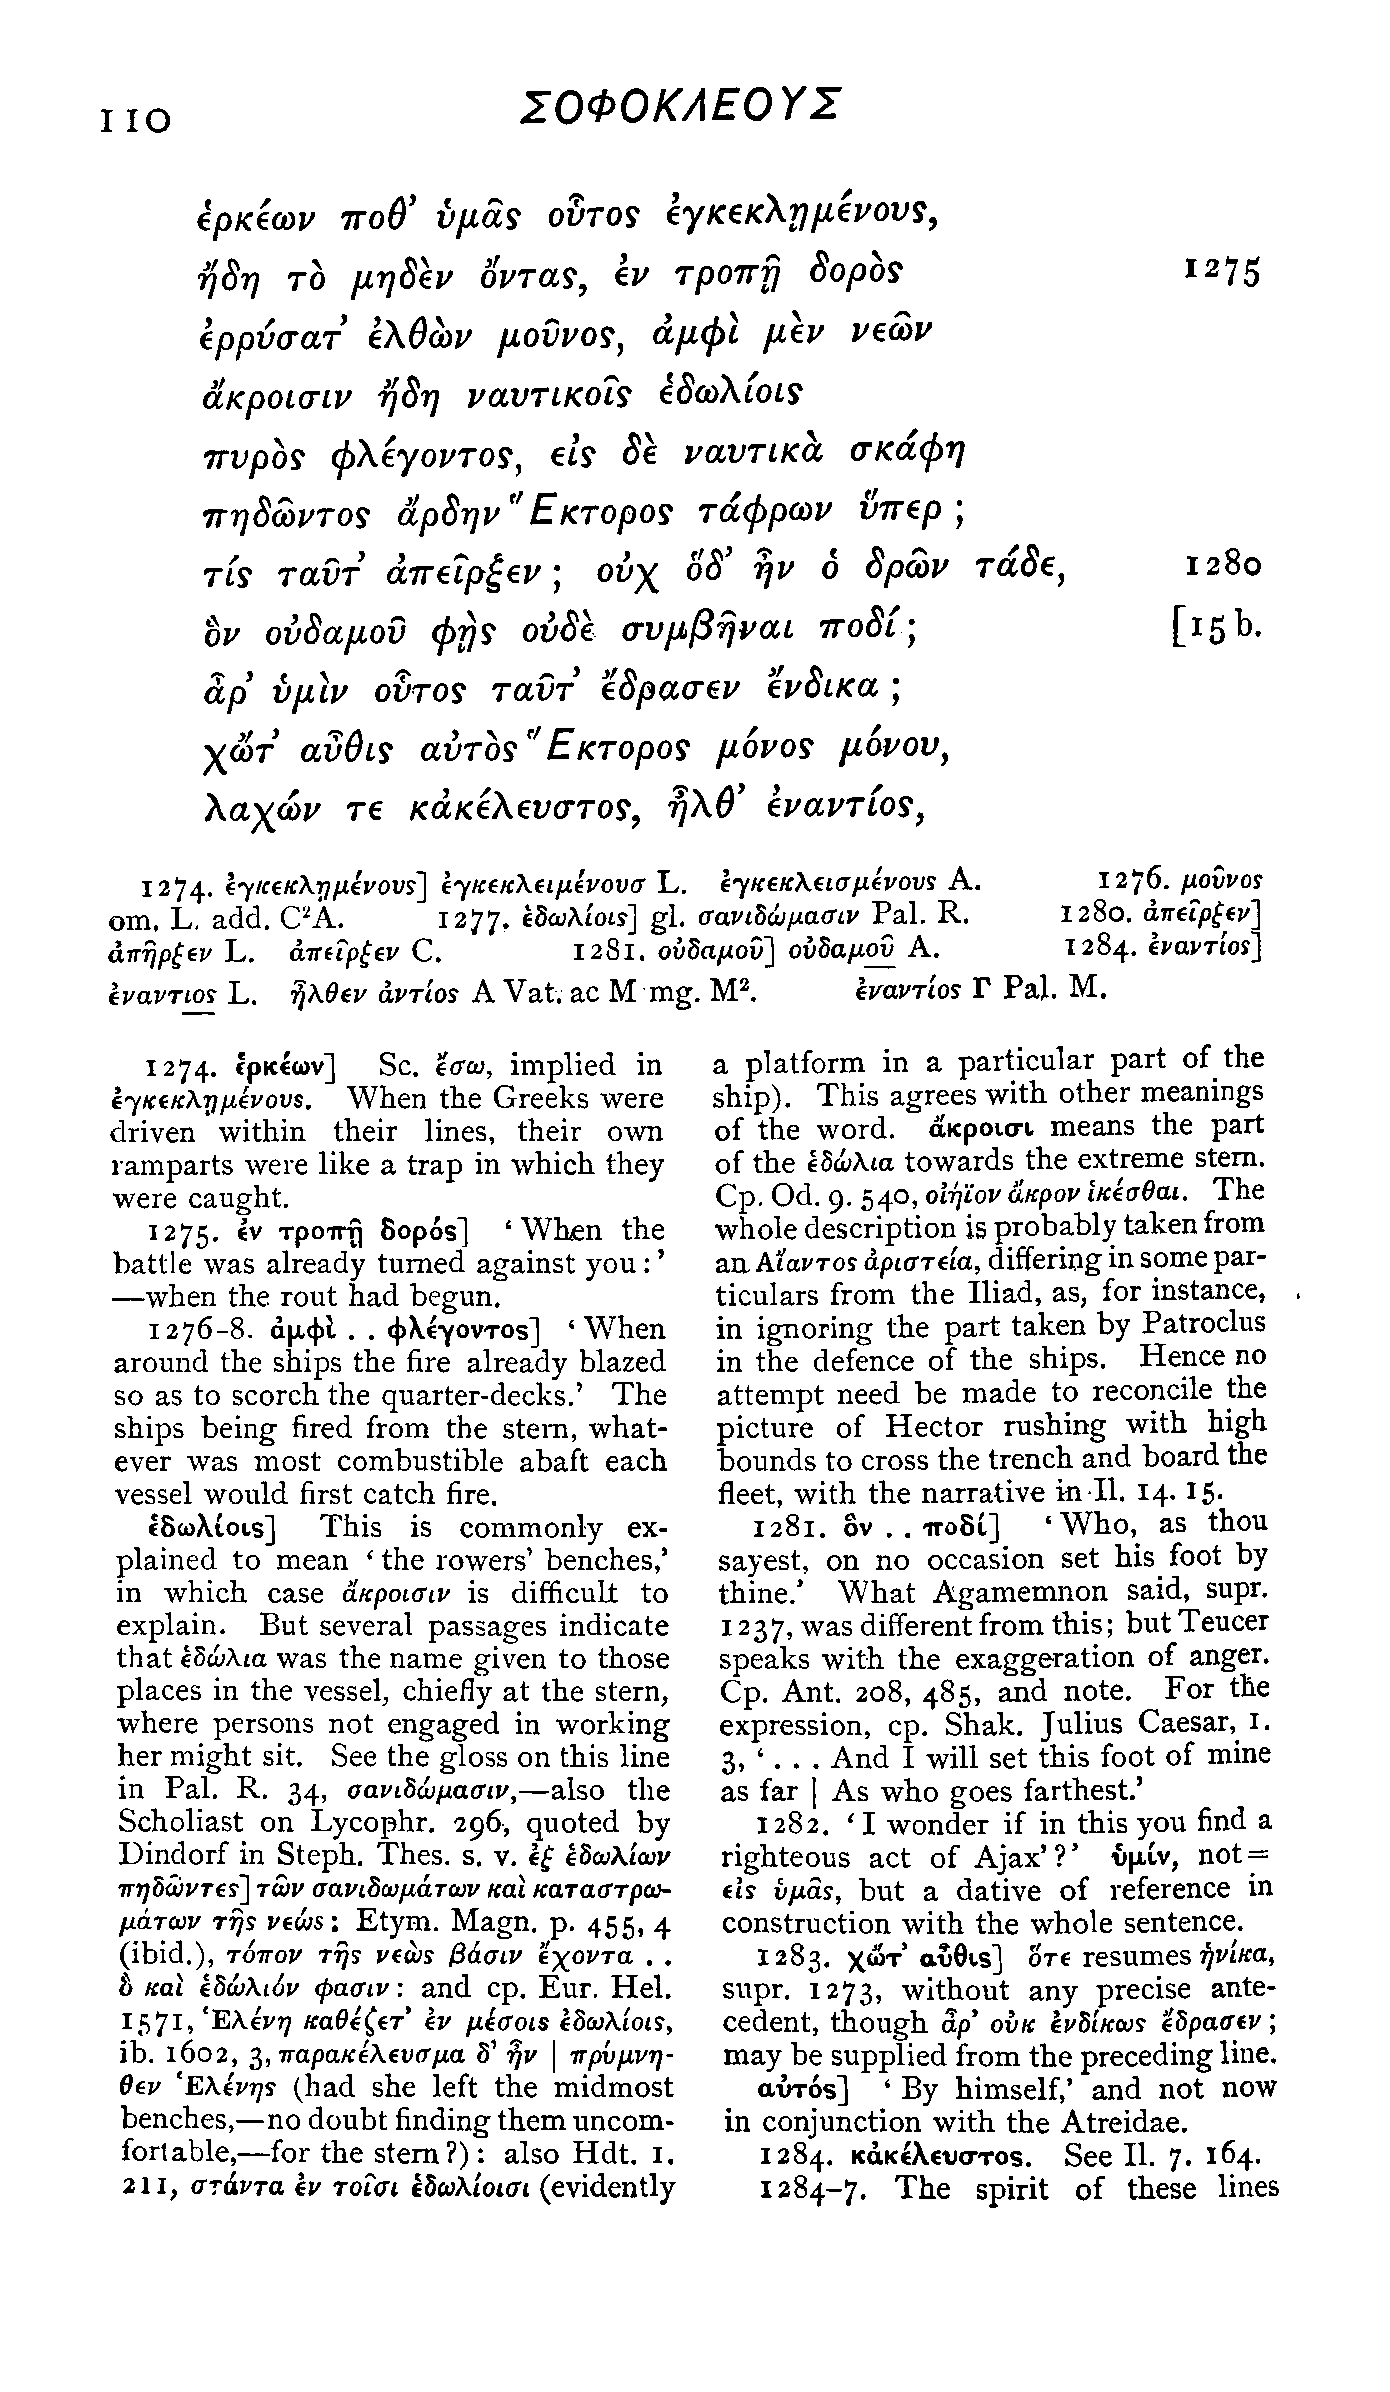 110
ΣΟΦΟΚΛΕΟΥΣ
ἑρκέων ποθ' ὑμᾶς οὗτος ἐγκεκλῃμένους,
ἤδη τὸ μηδὲν ὄντας, ἐν τροπῇ δορὸς 1275
ἐρρύσατ' ἐλθὼν μοῦνος, ἀμφὶ μὲν νεῶν
ἄκροισιν ἤδη ναυτικοῖς ἑδωλίοις
πυρὸς φλέγοντος, εἰς δὲ ναυτικὰ σκάφη
πηδῶντος ἄρδην Ἕκτορος τάφρων ὕπερ ;
τίς ταῦτ' ἀπεῖρξεν ; οὐχ ὅδ' ἦν ὁ δρῶν τάδε, 1280
ὃν οὐδαμοῦ φῂς οὐδὲ συμβῆναι ποδί ; [15 b.
ἆρ' ὑμὶν οὗτος ταῦτ' ἔδρασεν ἔνδικα ;
χὤτ' αὖθις αὐτὸς Ἕκτορος μόνος μόνου,
λαχών τε κἀκέλευστος, ἦλθ' ἐναντίος,
1274. ἐγκεκλῃμένους] ἐγκεκλειμένουσ L. ἐγκεκλεισμένους A. 1276. μοῦνος
om. L. add. C²A. 1277. ἑδωλίοις] gl. σανιδώμασιν Pal. R. 1280. ἀπεῖρξεν]
ἀπῆρξεν L. ἀπεῖρξεν C. 1281. οὐδαμοῦ] οὐδαμοῦ A. 1284. ἐναντίος]
ἐναντιος L. ἦλθεν ἀντίος A Vat. ac M mg. M². ἐναντίος Γ Pal. M.
1274. ἑρκέων] Sc. ἔσω, implied in
ἐγκεκλῃμένους. When the Greeks were
driven within their lines, their own
ramparts were like a trap in which they
were caught.
1275. ἐν τροπῇ δορός] 'When the
battle was already turned against you :'
—when the rout had begun.
1276-8. ἀμφὶ . . φλέγοντος] 'When
around the ships the fire already blazed
so as to scorch the quarter-decks.' The
ships being fired from the stern, what-
ever was most combustible abaft each
vessel would first catch fire.
ἑδωλίοις] This is commonly ex-
plained to mean 'the rowers' benches,'
in which case ἄκροισιν is difficult to
explain. But several passages indicate
that ἑδώλια was the name given to those
places in the vessel, chiefly at the stern,
where persons not engaged in working
her might sit. See the gloss on this line
in Pal. R. 34, σανιδώμασιν,—also the
Scholiast on Lycophr. 296, quoted by
Dindorf in Steph. Thes. s. v. ἐξ ἑδωλίων
πηδῶντες] τῶν σανιδωμάτων καὶ καταστρω-
μάτων τῆς νεώς : Etym. Magn. p. 455, 4
(ibid.), τόπον τῆς νεὼς βάσιν ἔχοντα . .
ὃ καὶ ἑδώλιόν φασιν : and cp. Eur. Hel.
1571, Ἑλένη καθέζετ' ἐν μέσοις ἑδωλίοις,
ib. 1602, 3, παρακέλευσμα δ' ἦν | πρύμνη-
θεν Ἑλένης (had she left the midmost
benches,—no doubt finding them uncom-
fortable,—for the stern ?) : also Hdt. 1.
211, στάντα ἐν τοῖσι ἑδωλίοισι (evidently
a platform in a particular part of the
ship). This agrees with other meanings
of the word. ἄκροισι means the part
of the ἑδώλια towards the extreme stern.
Cp. Od. 9. 540, οἰήϊον ἄκρον ἱκέσθαι. The
whole description is probably taken from
an Αἴαντος ἀριστεία, differing in some par-
ticulars from the Iliad, as, for instance,
in ignoring the part taken by Patroclus
in the defence of the ships. Hence no
attempt need be made to reconcile the
picture of Hector rushing with high
bounds to cross the trench and board the
fleet, with the narrative in Il. 14. 15.
1281. ὃν . . ποδί] 'Who, as thou
sayest, on no occasion set his foot by
thine.' What Agamemnon said, supr.
1237, was different from this; but Teucer
speaks with the exaggeration of anger.
Cp. Ant. 208, 485, and note. For the
expression, cp. Shak. Julius Caesar, 1.
3, '. . . And I will set this foot of mine
as far | As who goes farthest.'
1282. 'I wonder if in this you find a
righteous act of Ajax' ?' ὑμίν, not =
εἰς ὑμᾶς, but a dative of reference in
construction with the whole sentence.
1283. χὤτ' αὖθις] ὅτε resumes ἡνίκα,
supr. 1273, without any precise ante-
cedent, though ἆρ' οὐκ ἐνδίκως ἔδρασεν ;
may be supplied from the preceding line.
αὐτός] 'By himself,' and not now
in conjunction with the Atreidae.
1284. κἀκέλευστος. See Il. 7. 164.
1284-7. The spirit of these lines